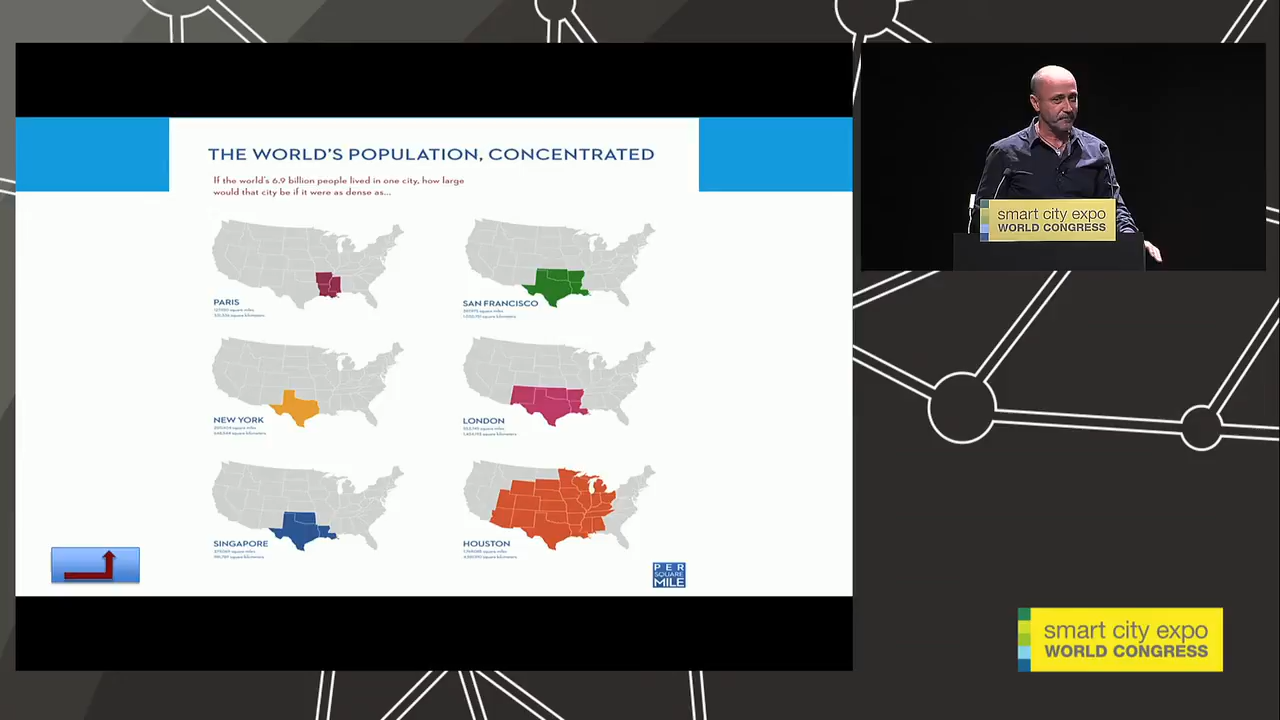 THE WORLD'S POPULATION, CONCENTRATED
If the world's 6.9 billion people lived in one city, how large
would that city be if it were as dense as...
PARIS
SAN FRANCISCO
NEW YORK
LONDON
SINGAPORE
HOUSTON
PER
SQUARE
MILE
smart city expo
WORLD CONGRESS
smart city expo
WORLD CONGRESS